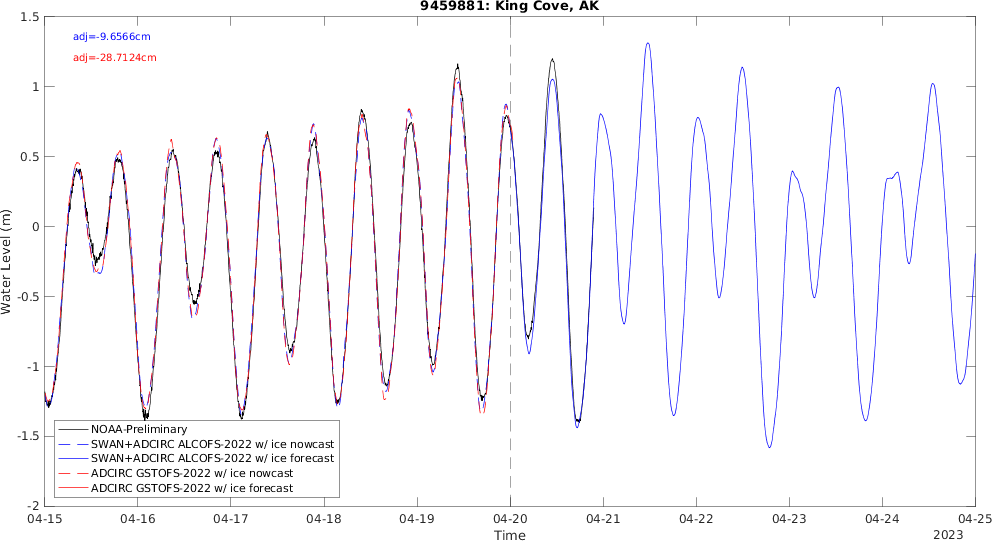 9459881: King Cove, AK
adj=-9.6566cm
adj=-28.7124cm
Water Level (m)
1.5
1
0.5
0
-0.5
-1
-1.5
-2
NOAA-Preliminary
SWAN+ADCIRC ALCOFS-2022 w/ ice nowcast
SWAN+ADCIRC ALCOFS-2022 w/ ice forecast
ADCIRC GSTOFS-2022 w/ ice nowcast
ADCIRC GSTOFS-2022 w/ ice forecast
04-15 04-16 04-17 04-18 04-19 04-20 04-21 04-22 04-23 04-24 04-25
Time
2023